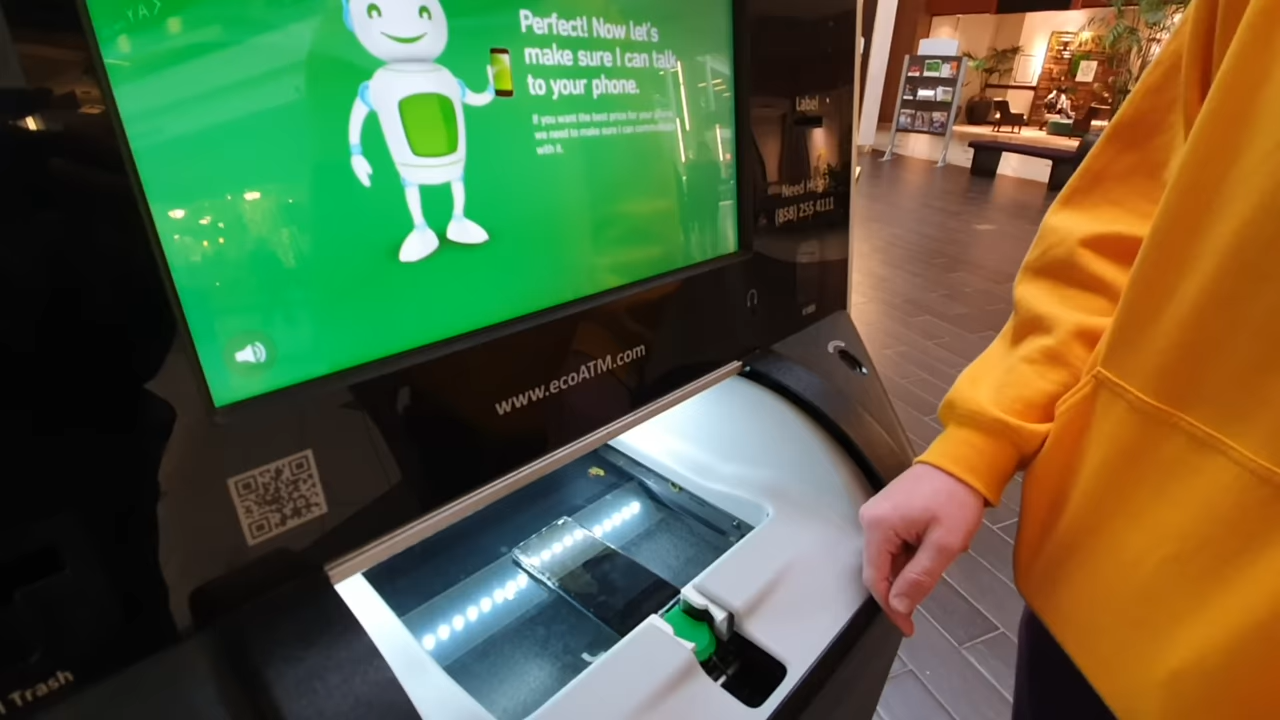 Perfect! Now let's
make sure I can talk
to your phone.
If you want the best price for your phone,
we need to make sure I can communicate
with it.
Label
Need Help?
(858) 255 4111
www.ecoATM.com
Trash